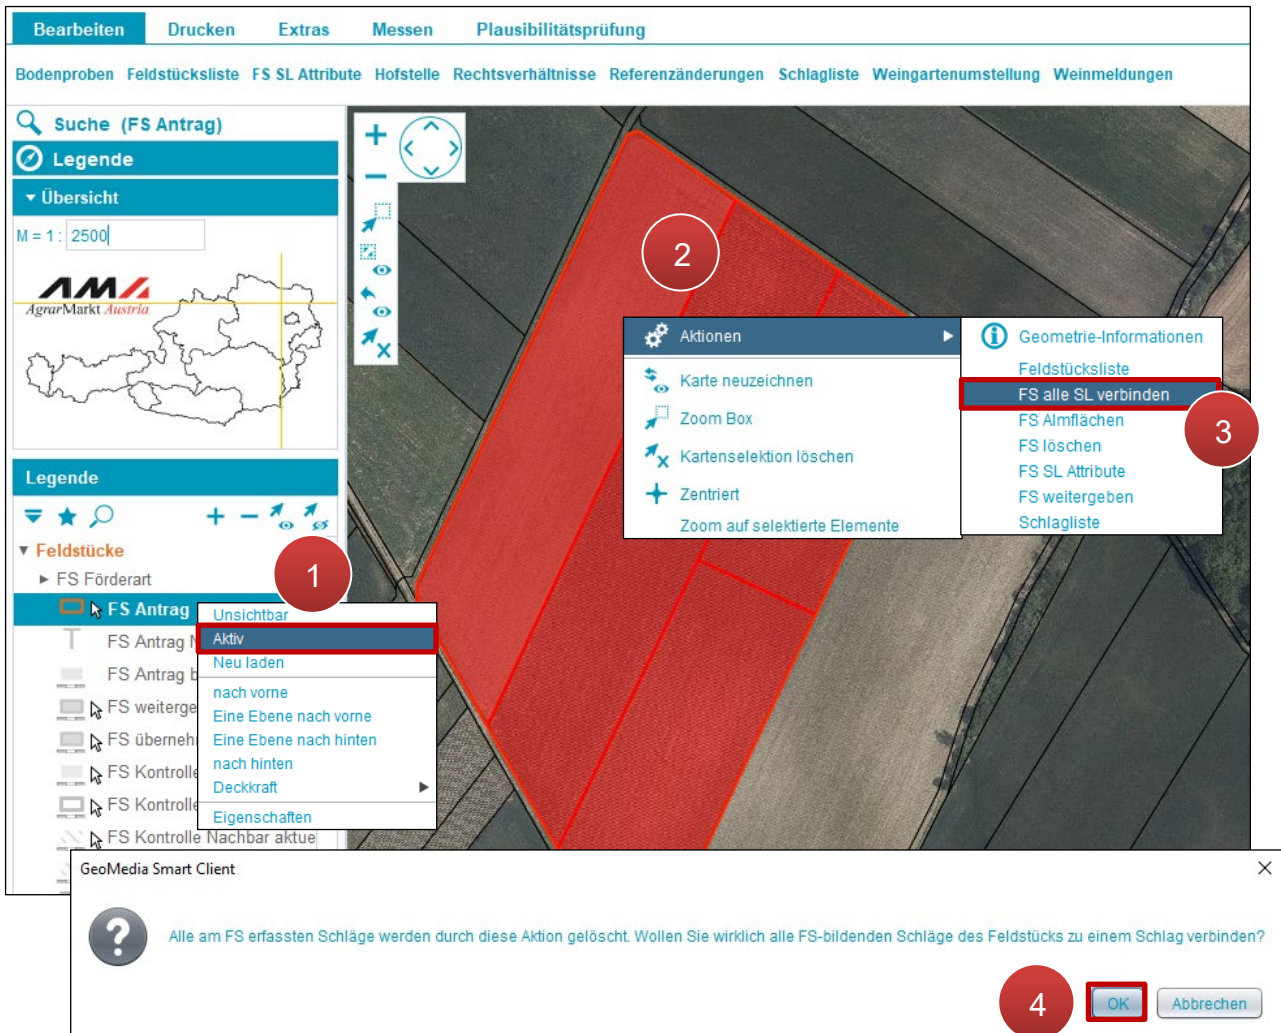 Bearbeiten Drucken Extras Messen Plausibilitätsprüfung
Bodenproben Feldstücksliste FS SL Attribute Hofstelle Rechtsverhältnisse Referenzänderungen Schlagliste Weingartenumstellung Weinmeldungen
Suche (FS Antrag)
Legende
Übersicht
M = 1 : 2500
AMA
AgrarMarkt Austria
Legende
Feldstücke
FS Förderart
FS Antrag
FS Antrag N
FS Antrag b
FS weiterge
FS übernehm
FS Kontrolle
FS Kontrolle
FS Kontrolle Nachbar aktue
1
Unsichtbar
Aktiv
Neu laden
nach vorne
Eine Ebene nach vorne
Eine Ebene nach hinten
nach hinten
Deckkraft
Eigenschaften
2
Aktionen
Karte neuzeichnen
Zoom Box
Kartenselektion löschen
Zentriert
Zoom auf selektierte Elemente
Geometrie-Informationen
Feldstücksliste
FS alle SL verbinden
FS Almflächen
FS löschen
FS SL Attribute
FS weitergeben
Schlagliste
3
GeoMedia Smart Client
Alle am FS erfassten Schläge werden durch diese Aktion gelöscht. Wollen Sie wirklich alle FS-bildenden Schläge des Feldstücks zu einem Schlag verbinden?
4
OK Abbrechen